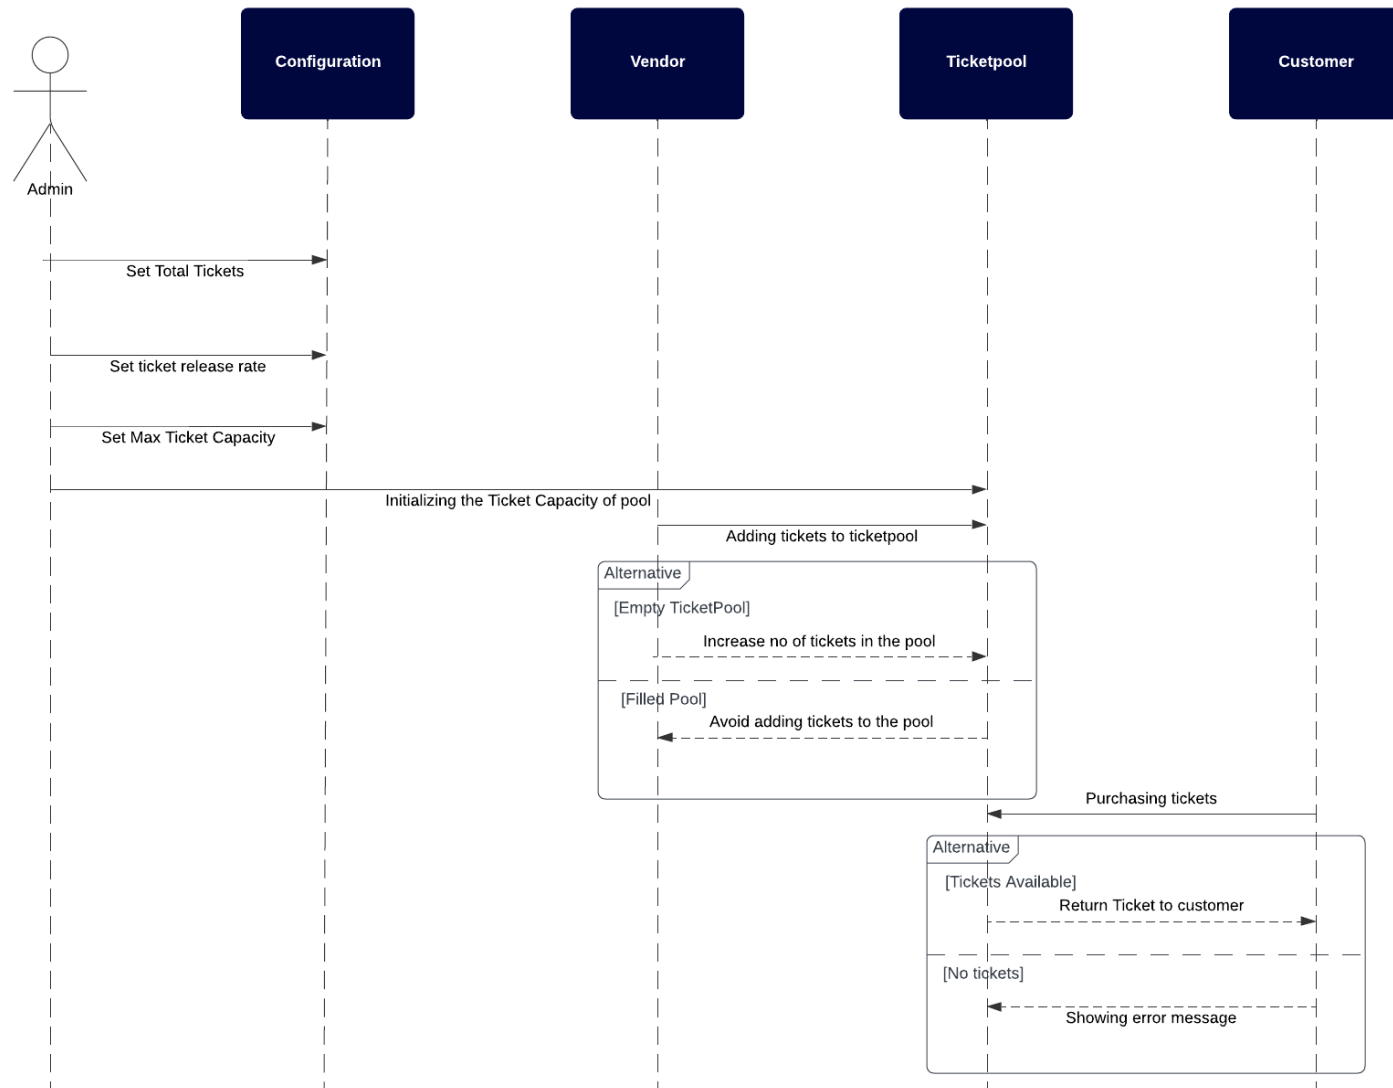 Configuration
Vendor
Ticketpool
Customer
Admin
Set Total Tickets
Set ticket release rate
Set Max Ticket Capacity
Initializing the Ticket Capacity of pool
Adding tickets to ticketpool
Alternative
[Empty TicketPool]
Increase no of tickets in the pool
[Filled Pool]
Avoid adding tickets to the pool
Purchasing tickets
Alternative
[Tickets Available]
Return Ticket to customer
[No tickets]
Showing error message